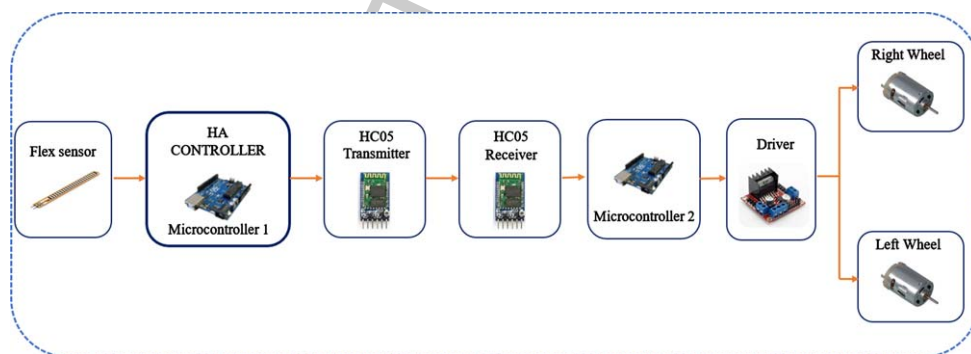 Flex sensor
HA
CONTROLLER
Microcontroller 1
HC05
Transmitter
HC05
Receiver
Microcontroller 2
Driver
Right Wheel
Left Wheel